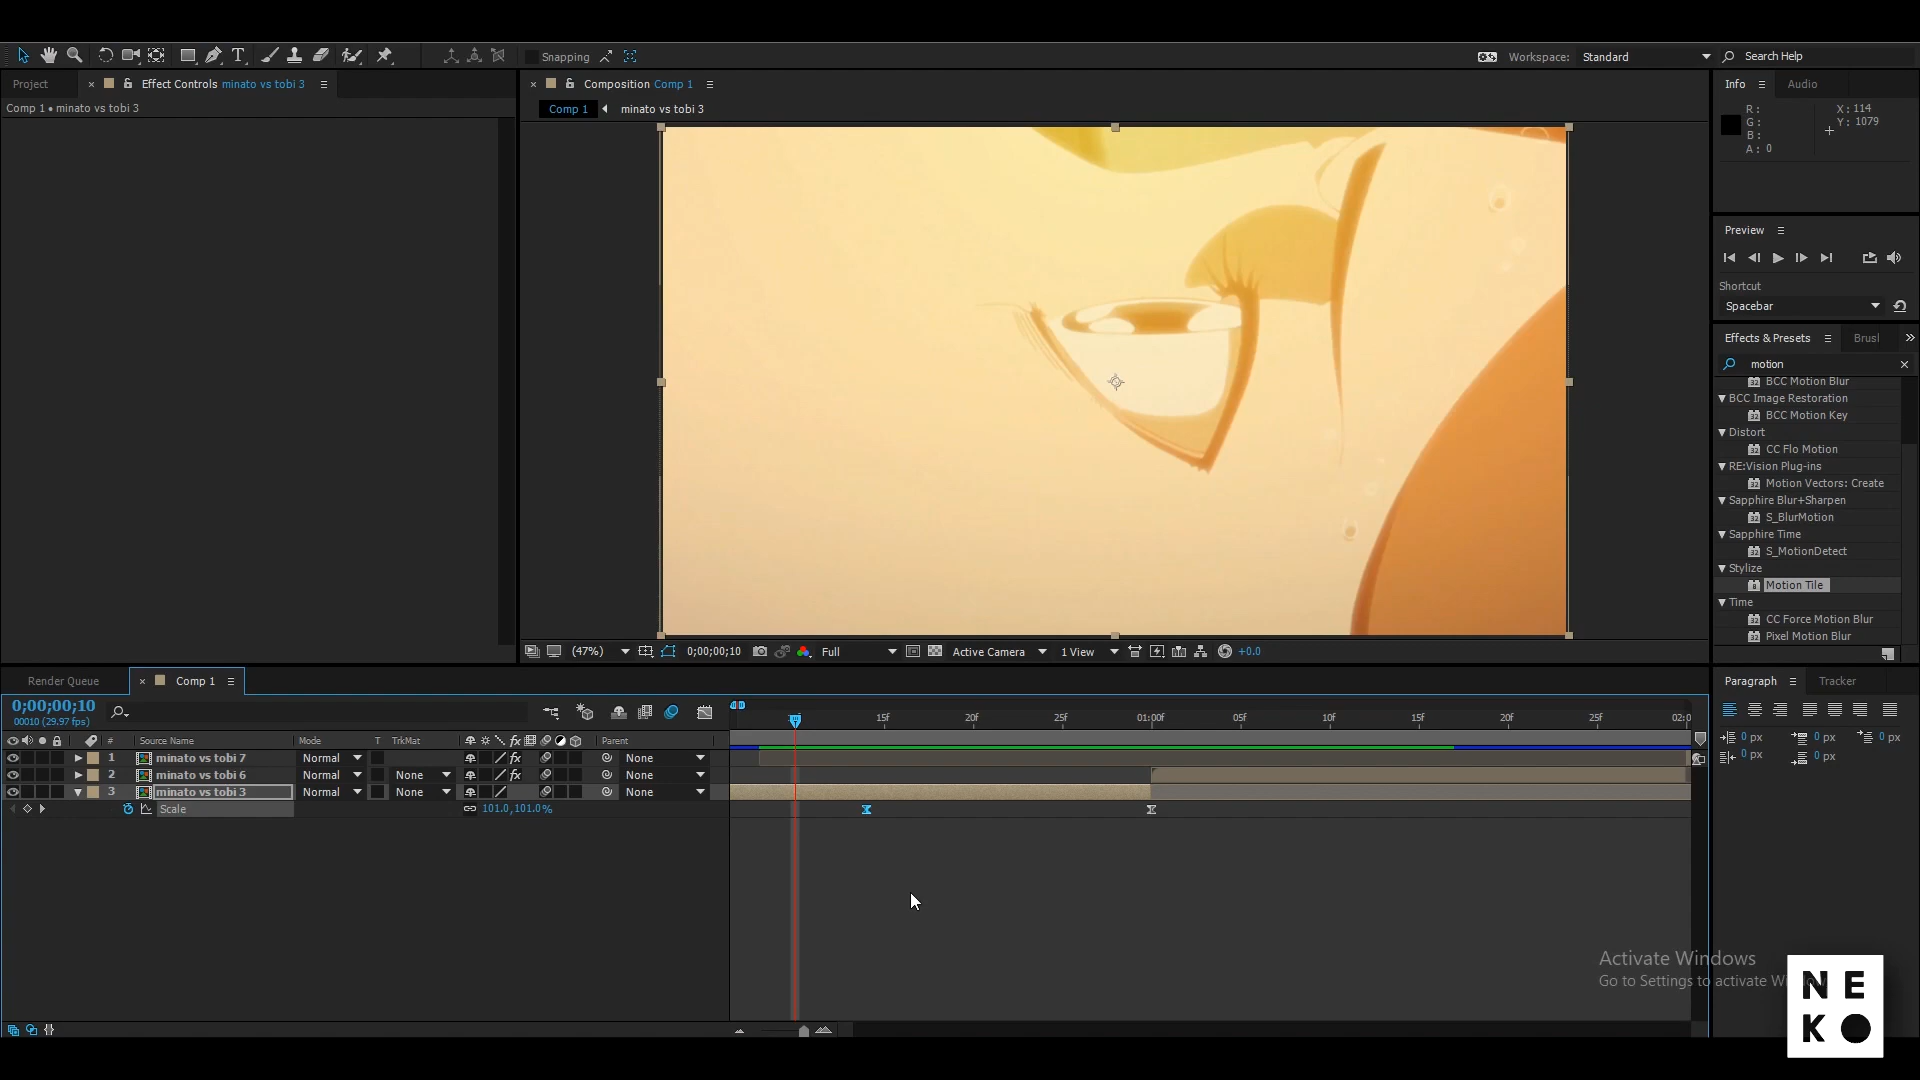 Snapping
Workspace: Standard
Search Help
Project
Effect Controls minato vs tobi 3
Composition Comp 1
Info
Audio
Comp 1 • minato vs tobi 3
Comp 1
minato vs tobi 3
R :
G :
B :
A : 0
X : 114
Y : 1079
Preview
Shortcut
Spacebar
Effects & Presets
Brusl
motion
BCC Motion Blur
BCC Image Restoration
BCC Motion Key
Distort
CC Flo Motion
RE:Vision Plug-ins
Motion Vectors: Create
Sapphire Blur+Sharpen
S_BlurMotion
Sapphire Time
S_MotionDetect
Stylize
Motion Tile
Time
CC Force Motion Blur
Pixel Motion Blur
(47%)
0;00;00;10
Full
Active Camera
1 View
+0.0
Render Queue
Comp 1
Paragraph
Tracker
0;00;00;10
00010 (29.97 fps)
15f
20f
25f
01:00f
05f
10f
15f
20f
25f
02:0
# Source Name
Mode
T TrkMat
Parent
1 minato vs tobi 7 Normal None
2 minato vs tobi 6 Normal None None
3 minato vs tobi 3 Normal None None
Scale
101.0,101.0%
0 px
0 px
0 px
0 px
0 px
Activate Windows
Go to Settings to activate Wi
NE
KO